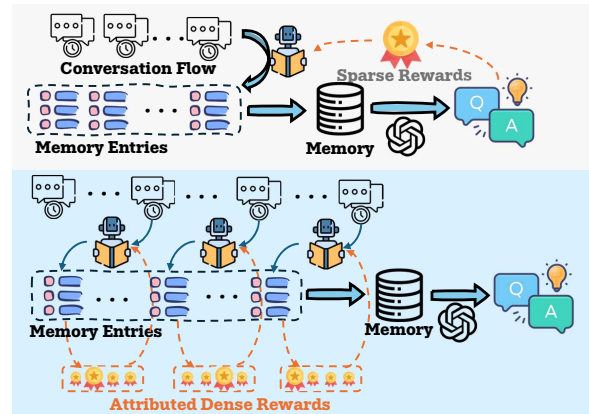 Conversation Flow
Sparse Rewards
Memory Entries
Memory
Q
A
Memory Entries
Memory
Q
A
Attributed Dense Rewards